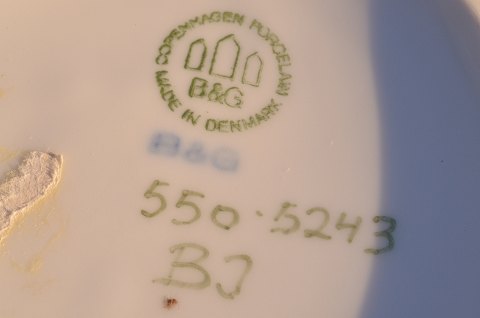 COPENHAGEN PORCELAIN
B&G
MADE IN DENMARK
B&G
550·5243
BJ